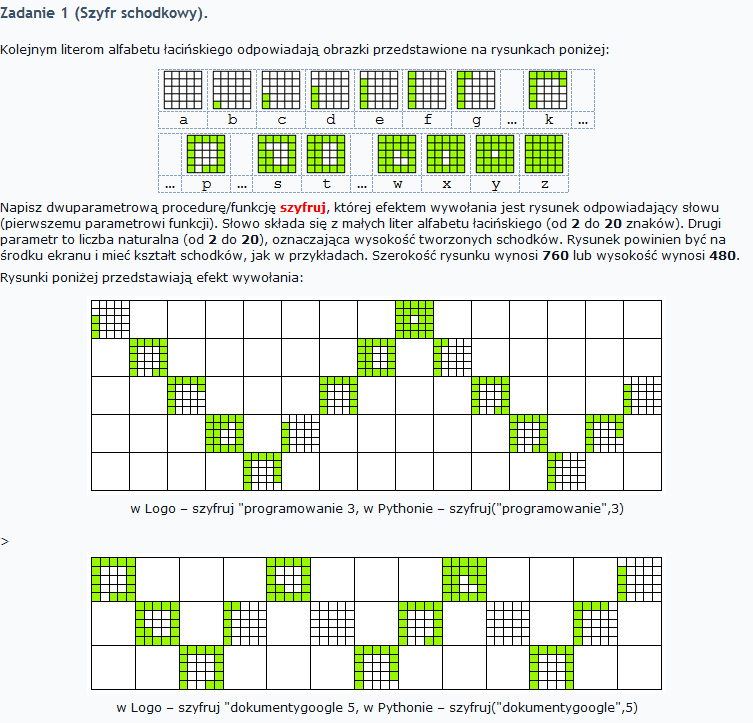 Zadanie 1 (Szyfr schodkowy).
Kolejnym literom alfabetu łacińskiego odpowiadają obrazki przedstawione na rysunkach poniżej:
a b c d e f g ... k ...
... p ... s t ... w x y z
Napisz dwuparametrową procedurę/funkcję szyfruj, której efektem wywołania jest rysunek odpowiadający słowu
(pierwszemu parametrowi funkcji). Słowo składa się z małych liter alfabetu łacińskiego (od 2 do 20 znaków). Drugi
parametr to liczba naturalna (od 2 do 20), oznaczająca wysokość tworzonych schodków. Rysunek powinien być na
środku ekranu i mieć kształt schodków, jak w przykładach. Szerokość rysunku wynosi 760 lub wysokość wynosi 480.
Rysunki poniżej przedstawiają efekt wywołania:
w Logo – szyfruj "programowanie 3, w Pythonie – szyfruj("programowanie",3)
>
w Logo – szyfruj "dokumentygoogle 5, w Pythonie – szyfruj("dokumentygoogle",5)